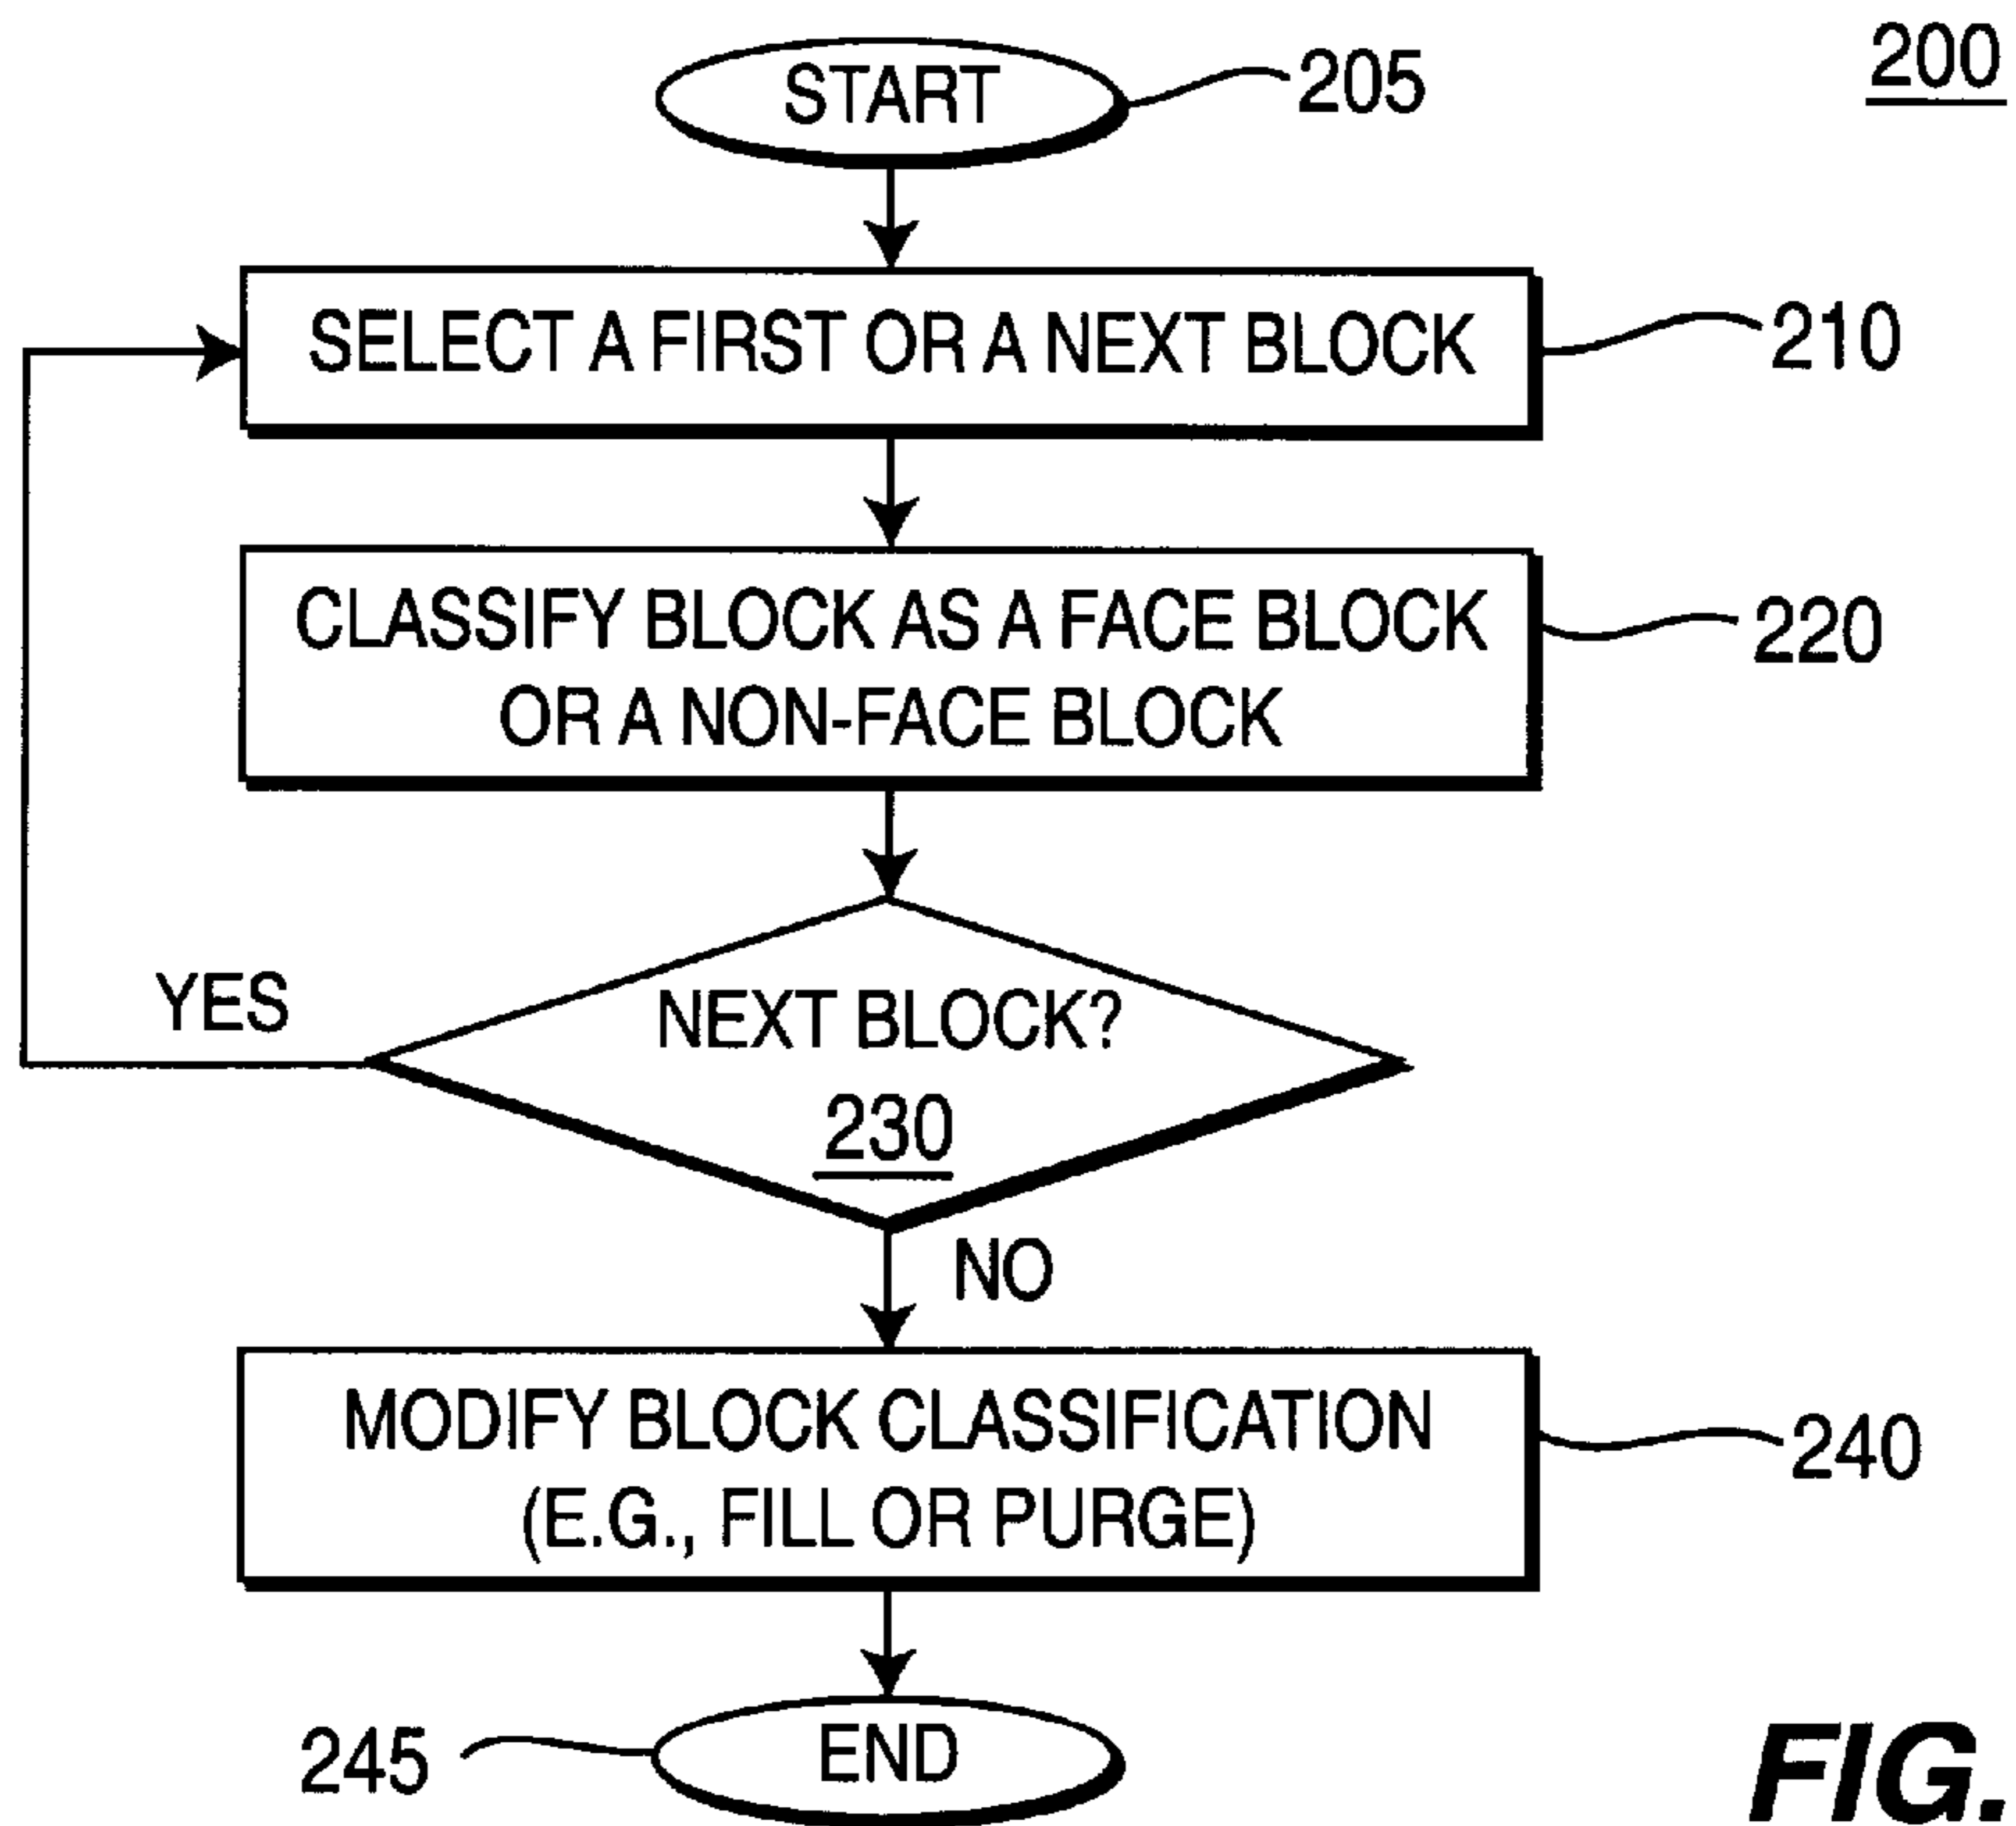 200
START
205
SELECT A FIRST OR A NEXT BLOCK
210
CLASSIFY BLOCK AS A FACE BLOCK
OR A NON-FACE BLOCK
220
YES
NEXT BLOCK?
230
NO
MODIFY BLOCK CLASSIFICATION
(E.G., FILL OR PURGE)
240
245
END
FIG.